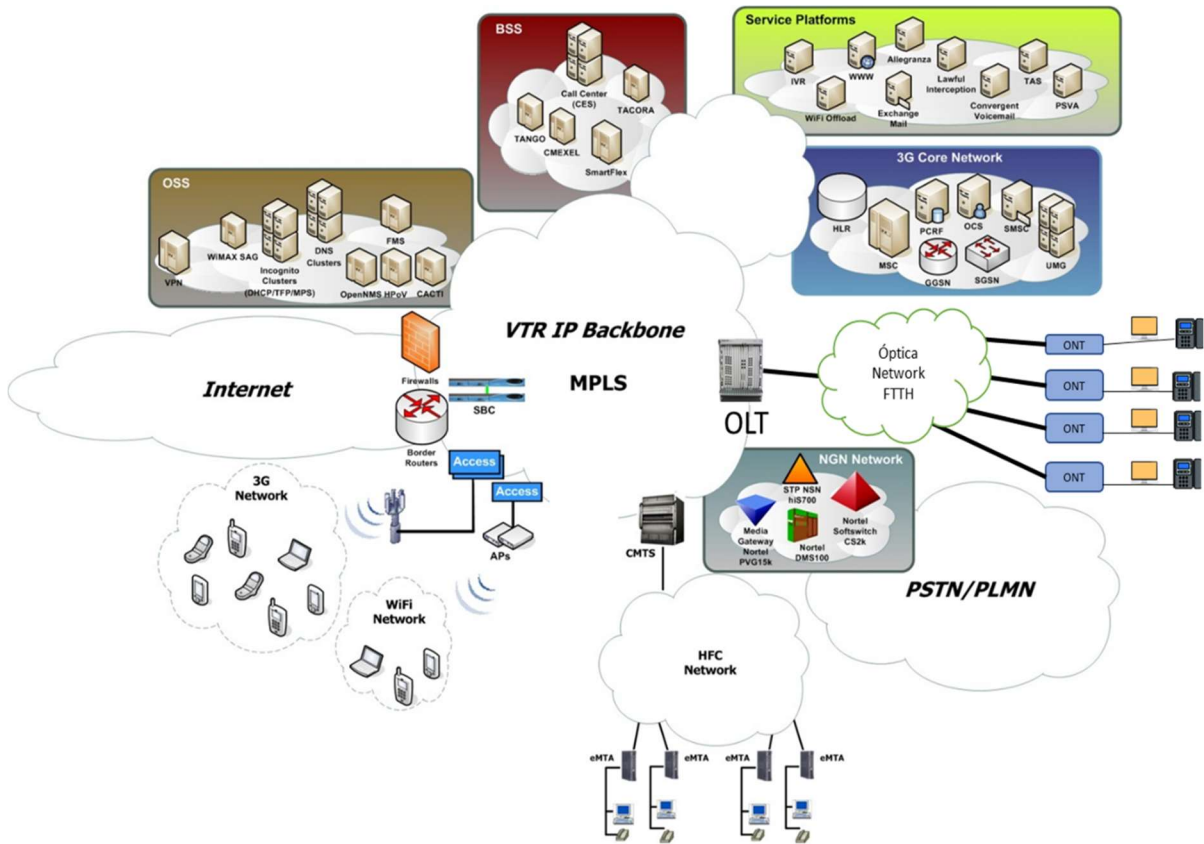 BSS
Call Center
(CES)
TACORA
TANGO
CMEXEL
SmartFlex
Service Platforms
IVR
WWW
Allegranza
Lawful
Interception
TAS
WiFi Offload
Exchange
Mail
Convergent
Voicemail
PSVA
OSS
VPN
WiMAX SAG
Incognito
Clusters
(DHCP/TFP/MPS)
DNS
Clusters
FMS
OpenNMS
HPoV
CACTI
3G Core Network
HLR
MSC
PCRF
OCS
SMSC
GGSN
SGSN
UMG
VTR IP Backbone
MPLS
Internet
Firewalls
SBC
Border
Routers
Access
Access
APs
OLT
Óptica
Network
FTTH
ONT
ONT
ONT
ONT
3G
Network
WiFi
Network
CMTS
NGN Network
STP NSN
hiS700
Media
Gateway
Nortel
PVG15k
Nortel
DMS100
Nortel
Softswitch
CS2k
PSTN/PLMN
HFC
Network
eMTA
eMTA
eMTA
eMTA